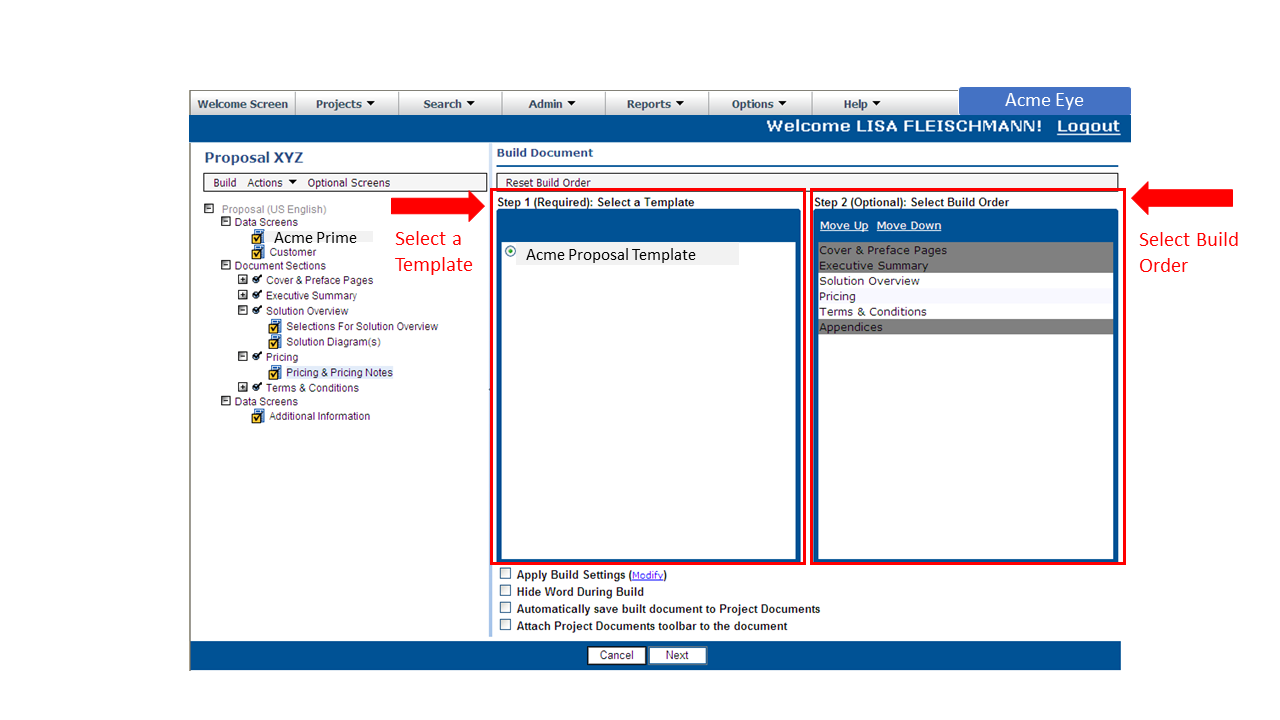 Welcome Screen Projects Search Admin Reports Options Help Acme Eye
Welcome LISA FLEISCHMANN! Logout
Proposal XYZ
Build Actions Optional Screens
Proposal (US English)
Data Screens
Acme Prime
Customer
Document Sections
Cover & Preface Pages
Executive Summary
Solution Overview
Selections For Solution Overview
Solution Diagram(s)
Pricing
Pricing & Pricing Notes
Terms & Conditions
Data Screens
Additional Information
Select a
Template
Build Document
Reset Build Order
Step 1 (Required): Select a Template
Acme Proposal Template
Step 2 (Optional): Select Build Order
Move Up Move Down
Cover & Preface Pages
Executive Summary
Solution Overview
Pricing
Terms & Conditions
Appendices
Select Build
Order
Apply Build Settings (Modify)
Hide Word During Build
Automatically save built document to Project Documents
Attach Project Documents toolbar to the document
Cancel Next